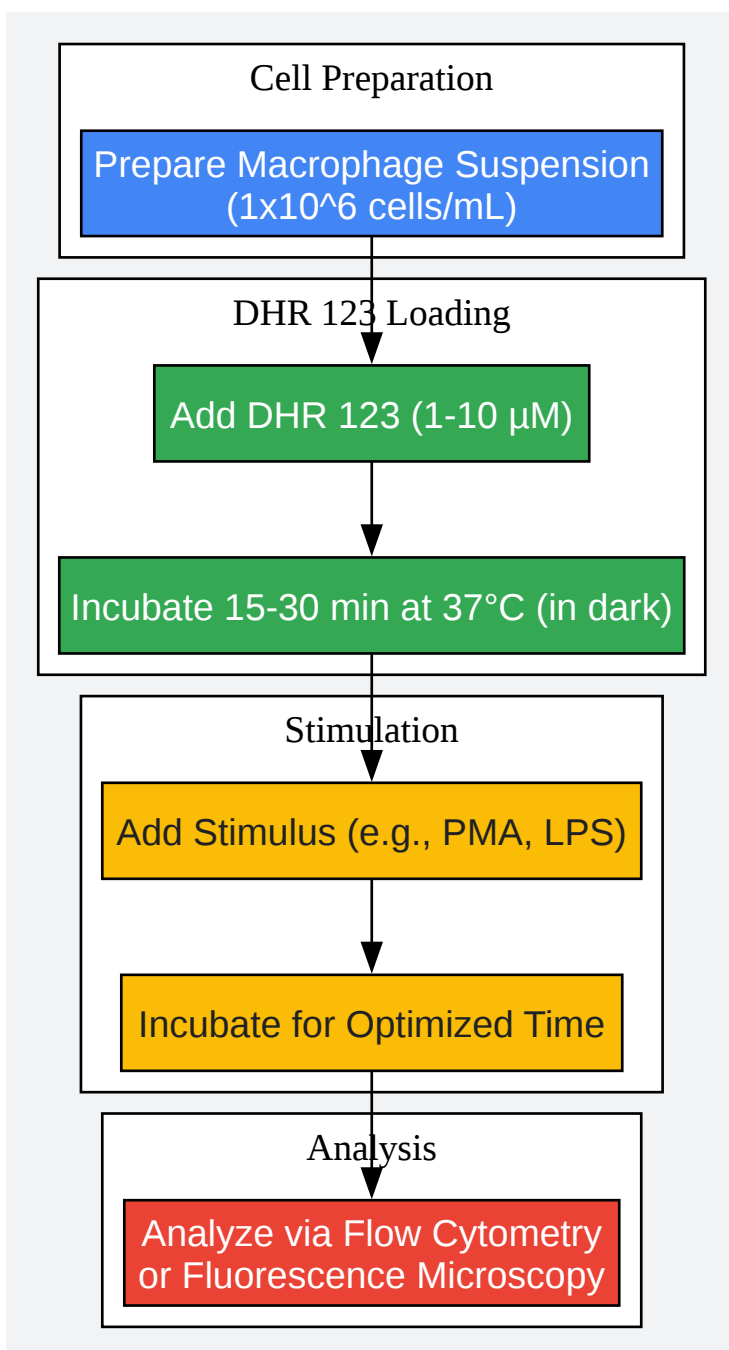 Cell Preparation
Prepare Macrophage Suspension
(1x10^6 cells/mL)
DHR 123 Loading
Add DHR 123 (1-10 µM)
Incubate 15-30 min at 37°C (in dark)
Stimulation
Add Stimulus (e.g., PMA, LPS)
Incubate for Optimized Time
Analysis
Analyze via Flow Cytometry
or Fluorescence Microscopy